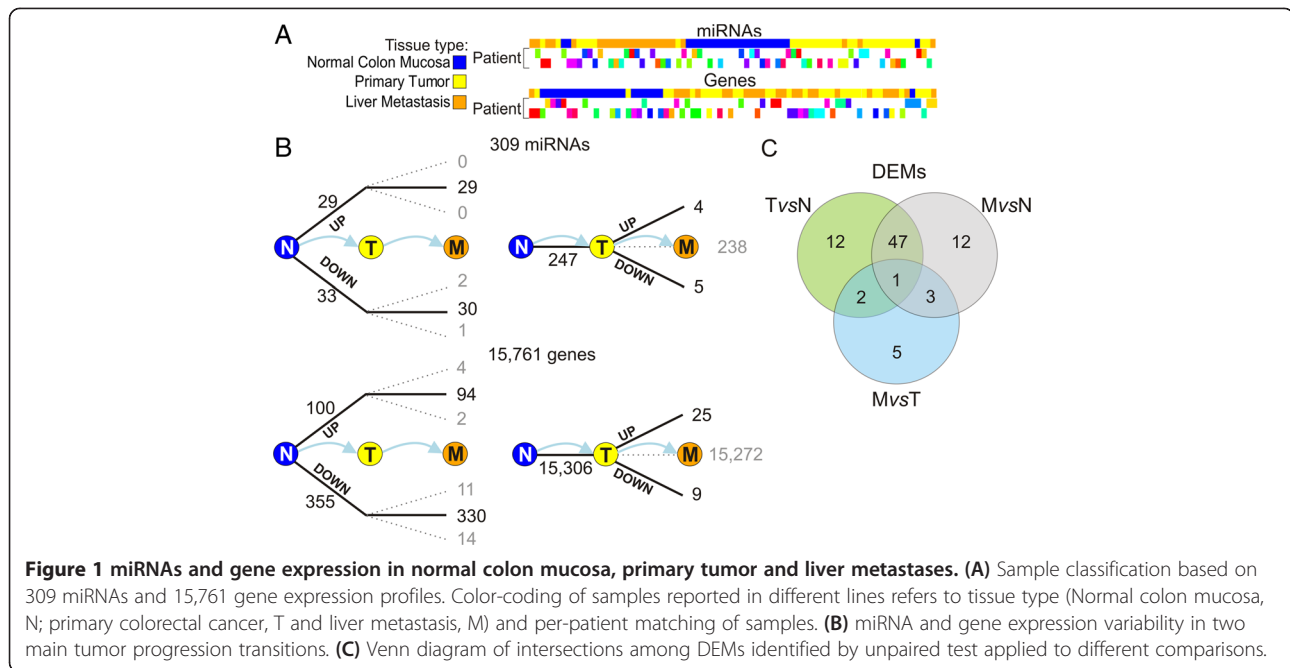 A
miRNAs
Tissue type:
Normal Colon Mucosa
Primary Tumor
Liver Metastasis
Patient
Genes
Patient
B
309 miRNAs
0
29
29
0
UP
N
T
M
DOWN
33
2
30
1
4
UP
N
T
M
247
238
DOWN
5
15,761 genes
4
100
94
2
UP
N
T
M
DOWN
355
11
330
14
25
UP
N
T
M
15,306
15,272
DOWN
9
C
DEMs
TvsN
MvsN
12
47
12
1
2
3
5
MvsT
Figure 1 miRNAs and gene expression in normal colon mucosa, primary tumor and liver metastases. (A) Sample classification based on
309 miRNAs and 15,761 gene expression profiles. Color-coding of samples reported in different lines refers to tissue type (Normal colon mucosa,
N; primary colorectal cancer, T and liver metastasis, M) and per-patient matching of samples. (B) miRNA and gene expression variability in two
main tumor progression transitions. (C) Venn diagram of intersections among DEMs identified by unpaired test applied to different comparisons.